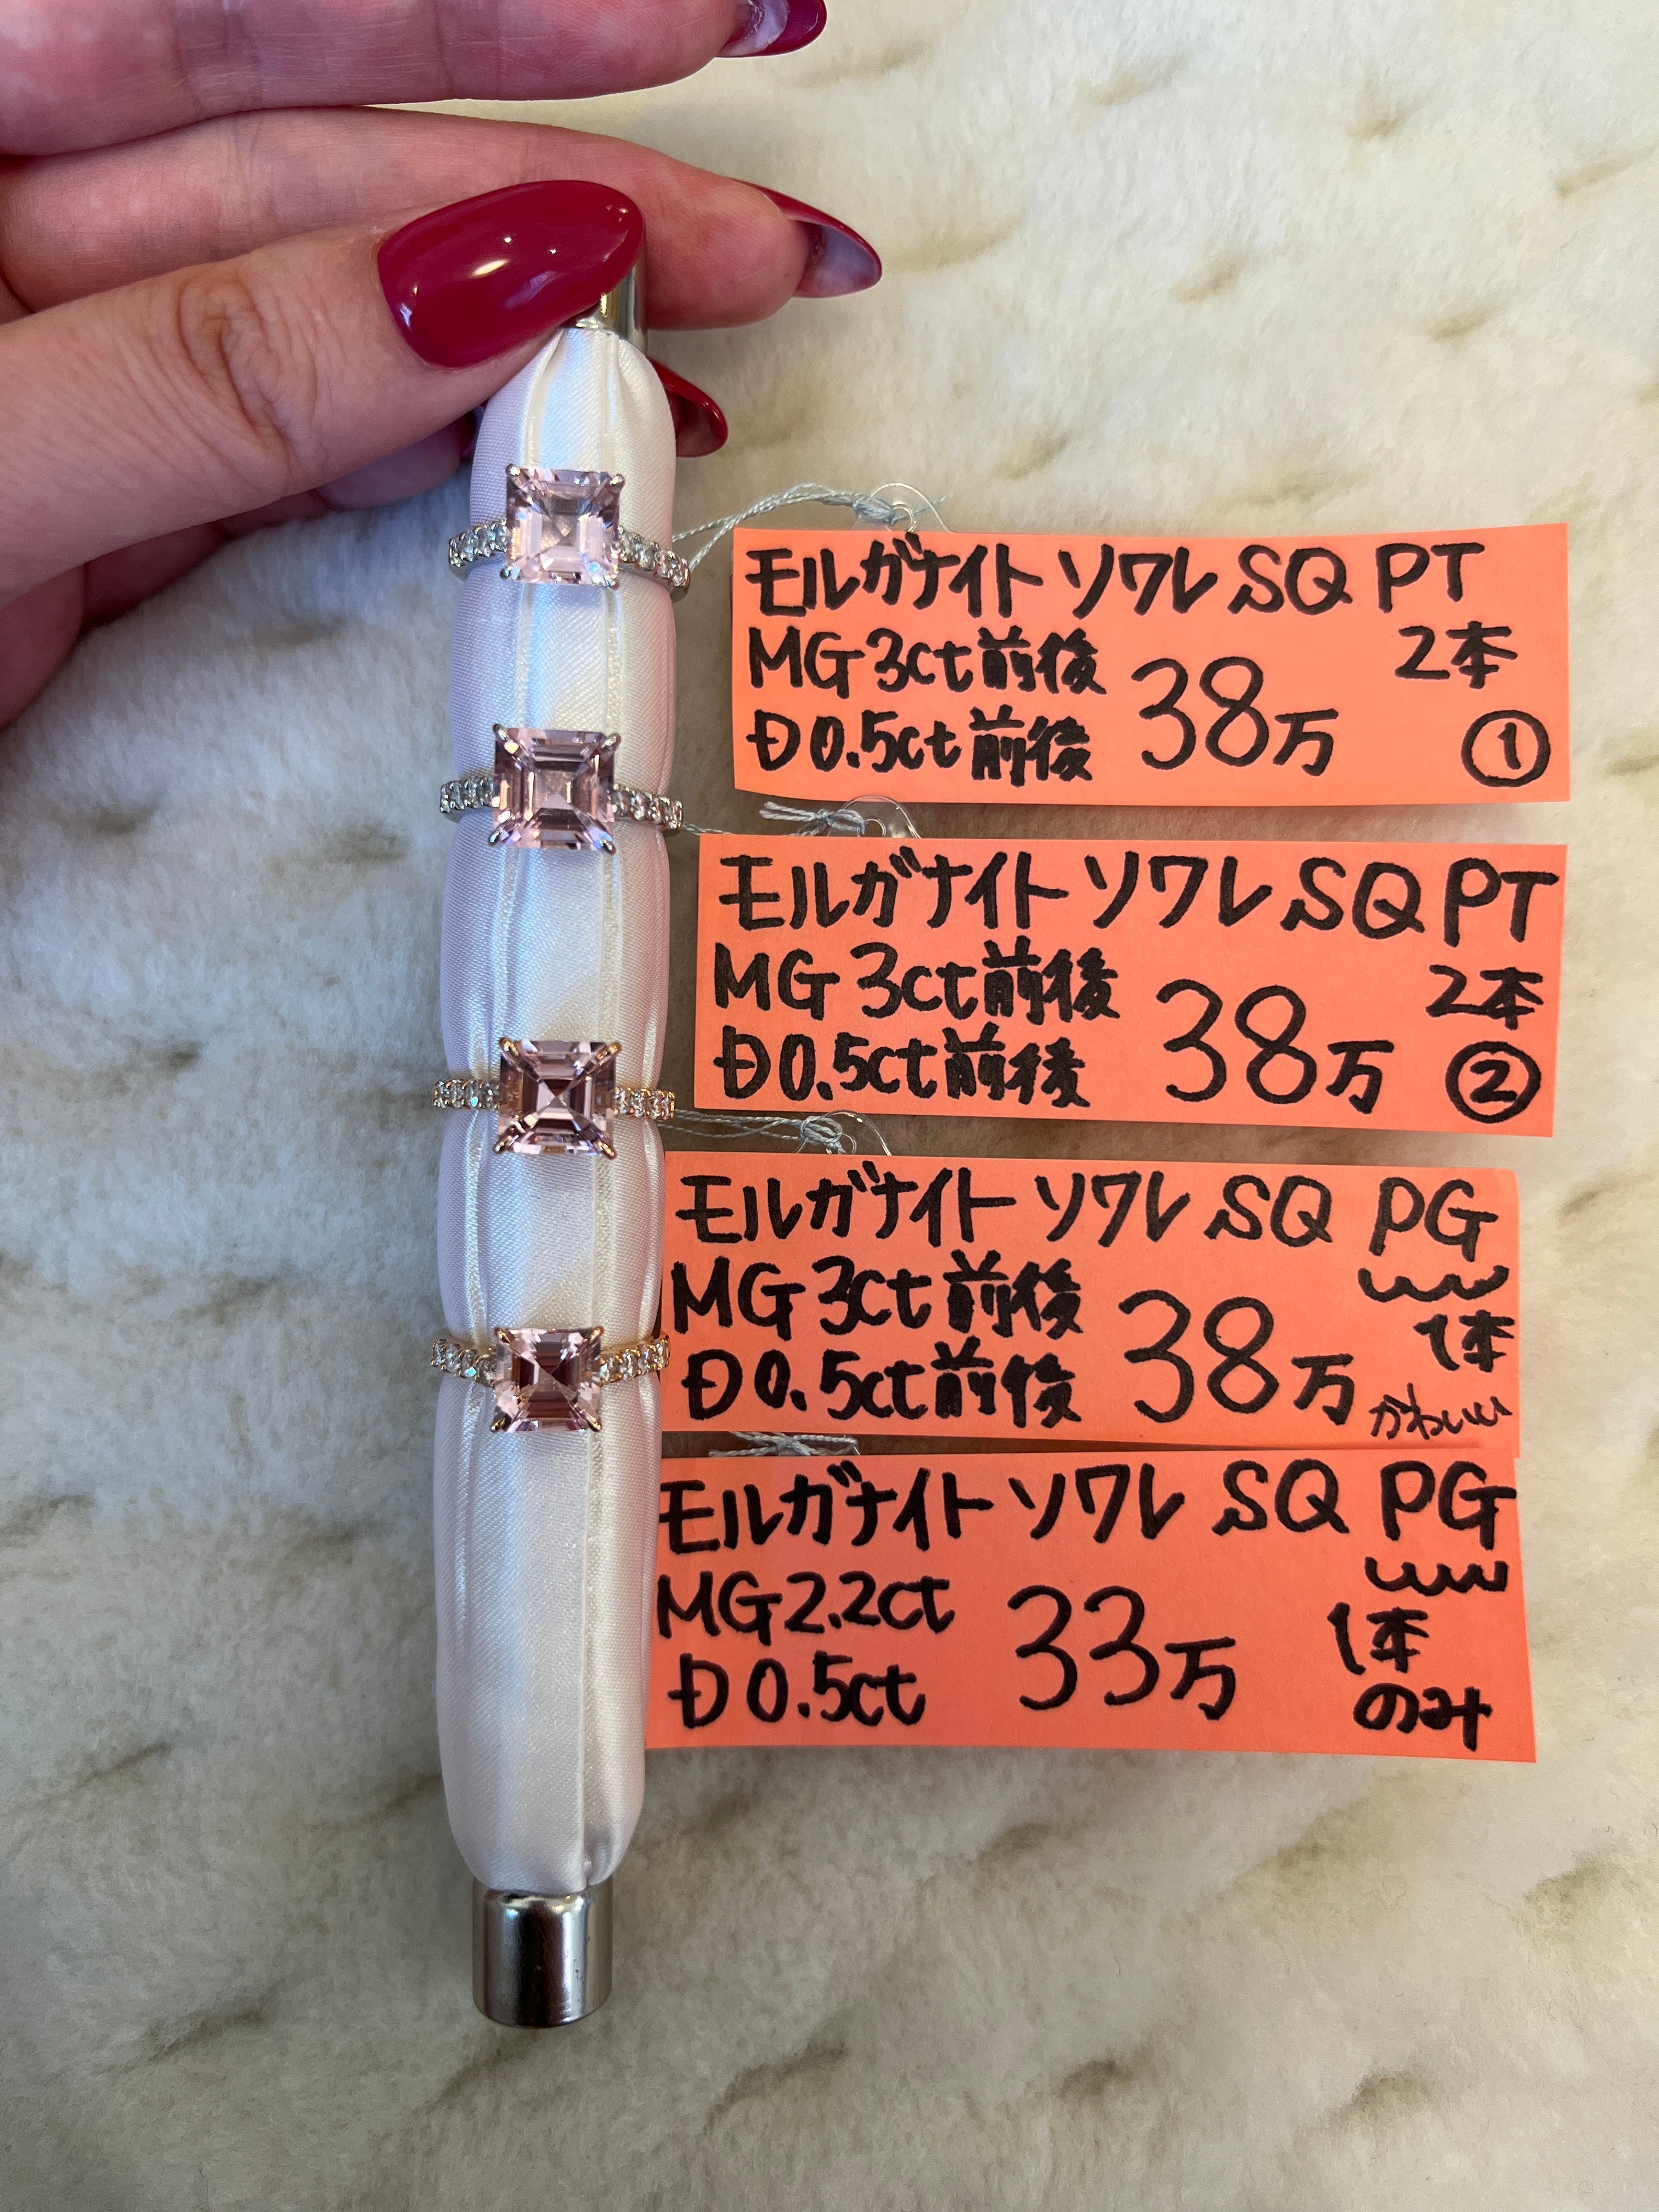 モルガナイト ソワレ SQ PT
MG 3ct前後 38万 2本
D0.5ct前後 ①
モルガナイト ソワレ SQ PT
MG 3ct前後 38万 2本
D0.5ct前後 ②
モルガナイト ソワレ SQ PG
MG 3ct前後 38万 1本
D0.5ct前後 かわいい
モルガナイト ソワレ SQ PG
MG 2.2ct 33万 1本
D0.5ct のみ